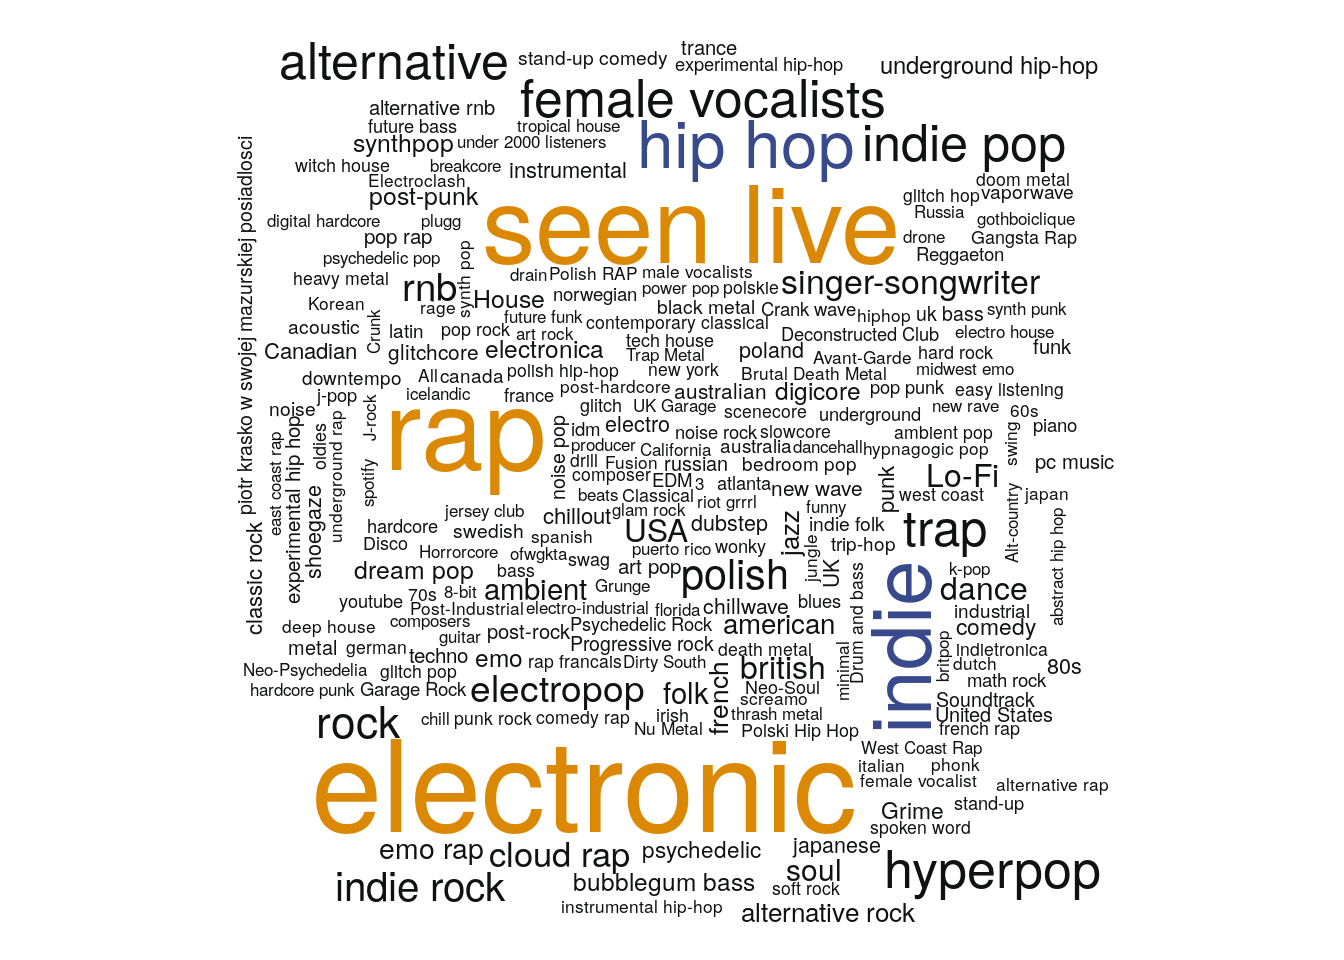 alternative
stand-up comedy
trance
experimental hip-hop
underground hip-hop
female vocalists
alternative rnb
future bass
tropical house
synthpop
under 2000 listeners
hip hop
indie pop
witch house
breakcore
instrumental
Electroclash
post-punk
doom metal
glitch hop
vaporwave
Russia
gothboiclique
digital hardcore
plugg
seen live
pop rap
drone
Gangsta Rap
psychedelic pop
synth pop
Reggaeton
heavy metal
rnb
drain
Polish RAP
male vocalists
power pop
polskie
singer-songwriter
House
norwegian
Korean
rage
future funk
black metal
Crank wave
hiphop
uk bass
synth punk
acoustic
Crunk
latin
pop rock
art rock
contemporary classical
Deconstructed Club
electro house
Canadian
glitchcore
electronica
tech house
Trap Metal
poland
Avant-Garde
hard rock
funk
downtempo
All
canada
polish hip-hop
new york
Brutal Death Metal
midwest emo
j-pop
icelandic
france
post-hardcore
australian
digicore
pop punk
easy listening
noise
J-rock
rap
glitch
UK Garage
scenecore
underground
new rave
60s
piano
piotr krasko w swojej mazurskiej posiadlosci
east coast rap
experimental hip hop
oldies
underground rap
spotify
noise pop
idm
electro
noise rock
slowcore
ambient pop
swing
producer
California
australia
dancehall
hypnagogic pop
drill
Fusion
russian
bedroom pop
pc music
composer
EDM
3
atlanta
new wave
punk
Lo-Fi
west coast
japan
beats
Classical
riot grrrl
funny
glam rock
classic rock
shoegaze
jersey club
chillout
hardcore
swedish
spanish
USA
dubstep
jazz
indie folk
trap
Alt-country
abstract hip hop
Disco
Horrorcore
ofwgkta
swag
puerto rico
wonky
jungle
trip-hop
dream pop
bass
art pop
polish
UK
indie
k-pop
dance
youtube
70s
8-bit
ambient
Grunge
Post-Industrial
electro-industrial
florida
chillwave
blues
Drum and bass
industrial
deep house
composers
guitar
post-rock
Psychedelic Rock
american
comedy
metal
german
techno
emo
rap francais
Progressive rock
Dirty South
death metal
british
minimal
britpop
indietronica
dutch
80s
Neo-Psychedelia
glitch pop
math rock
hardcore punk
Garage Rock
electropop
folk
french
Neo-Soul
screamo
Soundtrack
rock
chill
punk rock
comedy rap
irish
thrash metal
United States
Nu Metal
Polski Hip Hop
french rap
electronic
West Coast Rap
italian
phonk
female vocalist
alternative rap
Grime
stand-up
spoken word
emo rap
cloud rap
psychedelic
japanese
indie rock
bubblegum bass
soul
soft rock
hyperpop
instrumental hip-hop
alternative rock